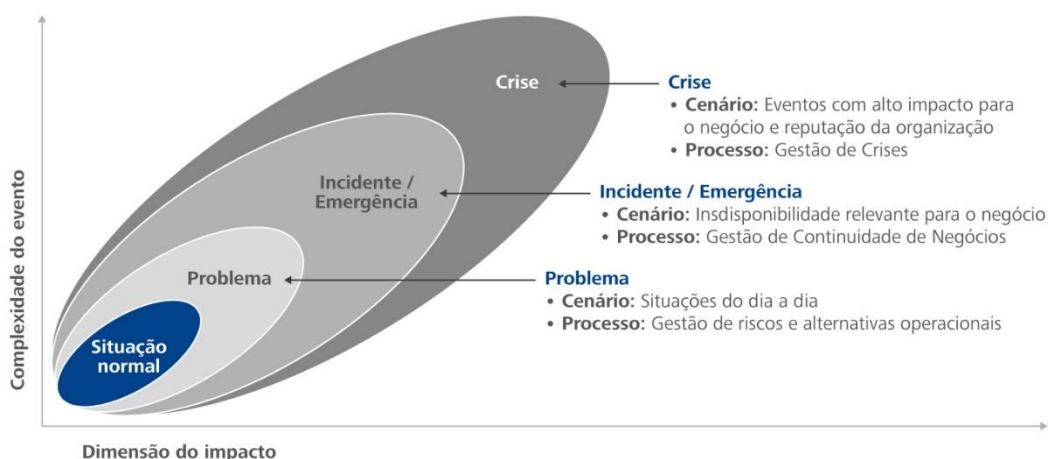 Crise
Crise
• Cenário: Eventos com alto impacto para
o negócio e reputação da organização
• Processo: Gestão de Crises
Incidente /
Emergência
Incidente / Emergência
• Cenário: Insdisponibilidade relevante para o negócio
• Processo: Gestão de Continuidade de Negócios
Problema
Problema
• Cenário: Situações do dia a dia
• Processo: Gestão de riscos e alternativas operacionais
Situação
normal
Complexidade do evento
Dimensão do impacto